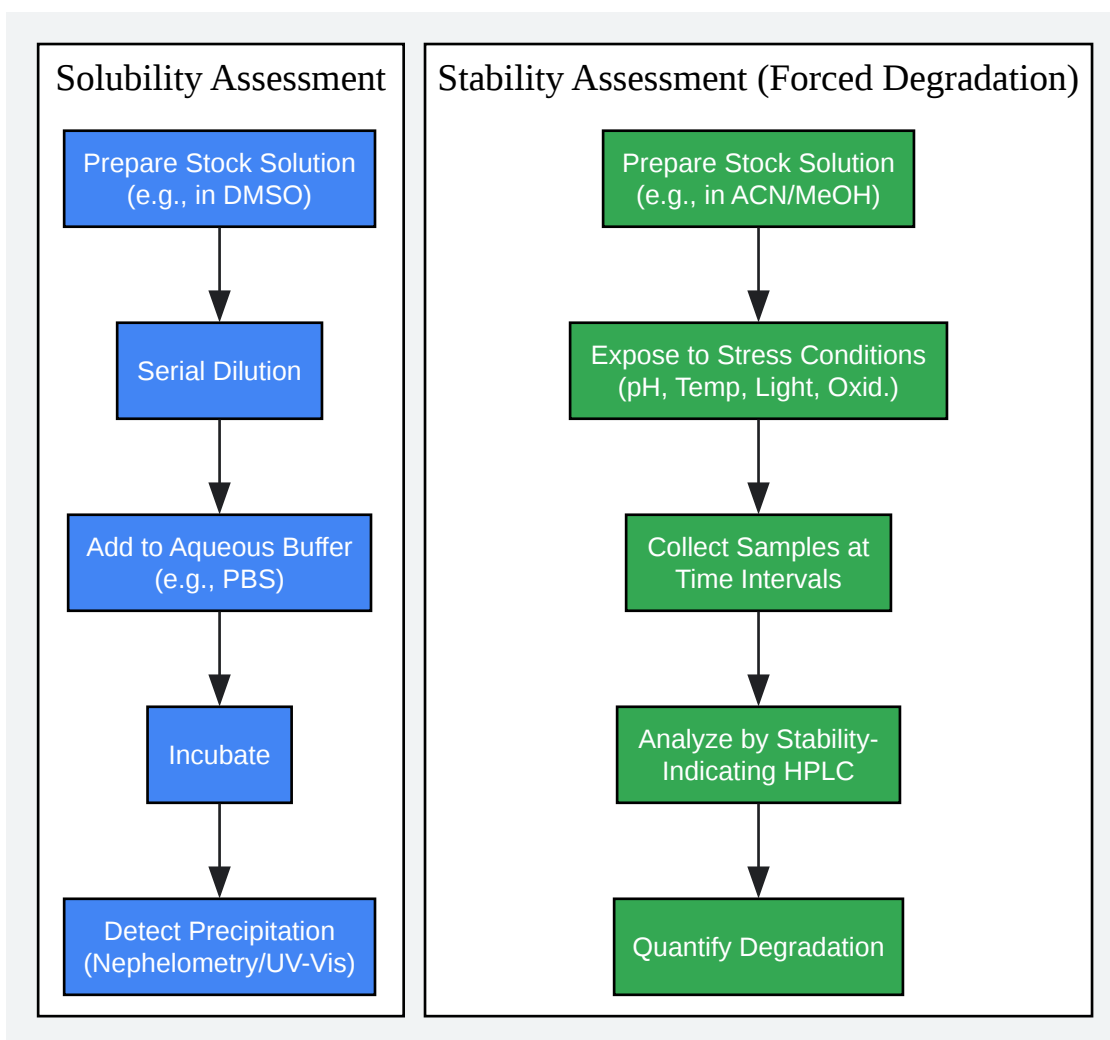 Solubility Assessment
Prepare Stock Solution
(e.g., in DMSO)
Serial Dilution
Add to Aqueous Buffer
(e.g., PBS)
Incubate
Detect Precipitation
(Nephelometry/UV-Vis)
Stability Assessment (Forced Degradation)
Prepare Stock Solution
(e.g., in ACN/MeOH)
Expose to Stress Conditions
(pH, Temp, Light, Oxid.)
Collect Samples at
Time Intervals
Analyze by Stability-
Indicating HPLC
Quantify Degradation